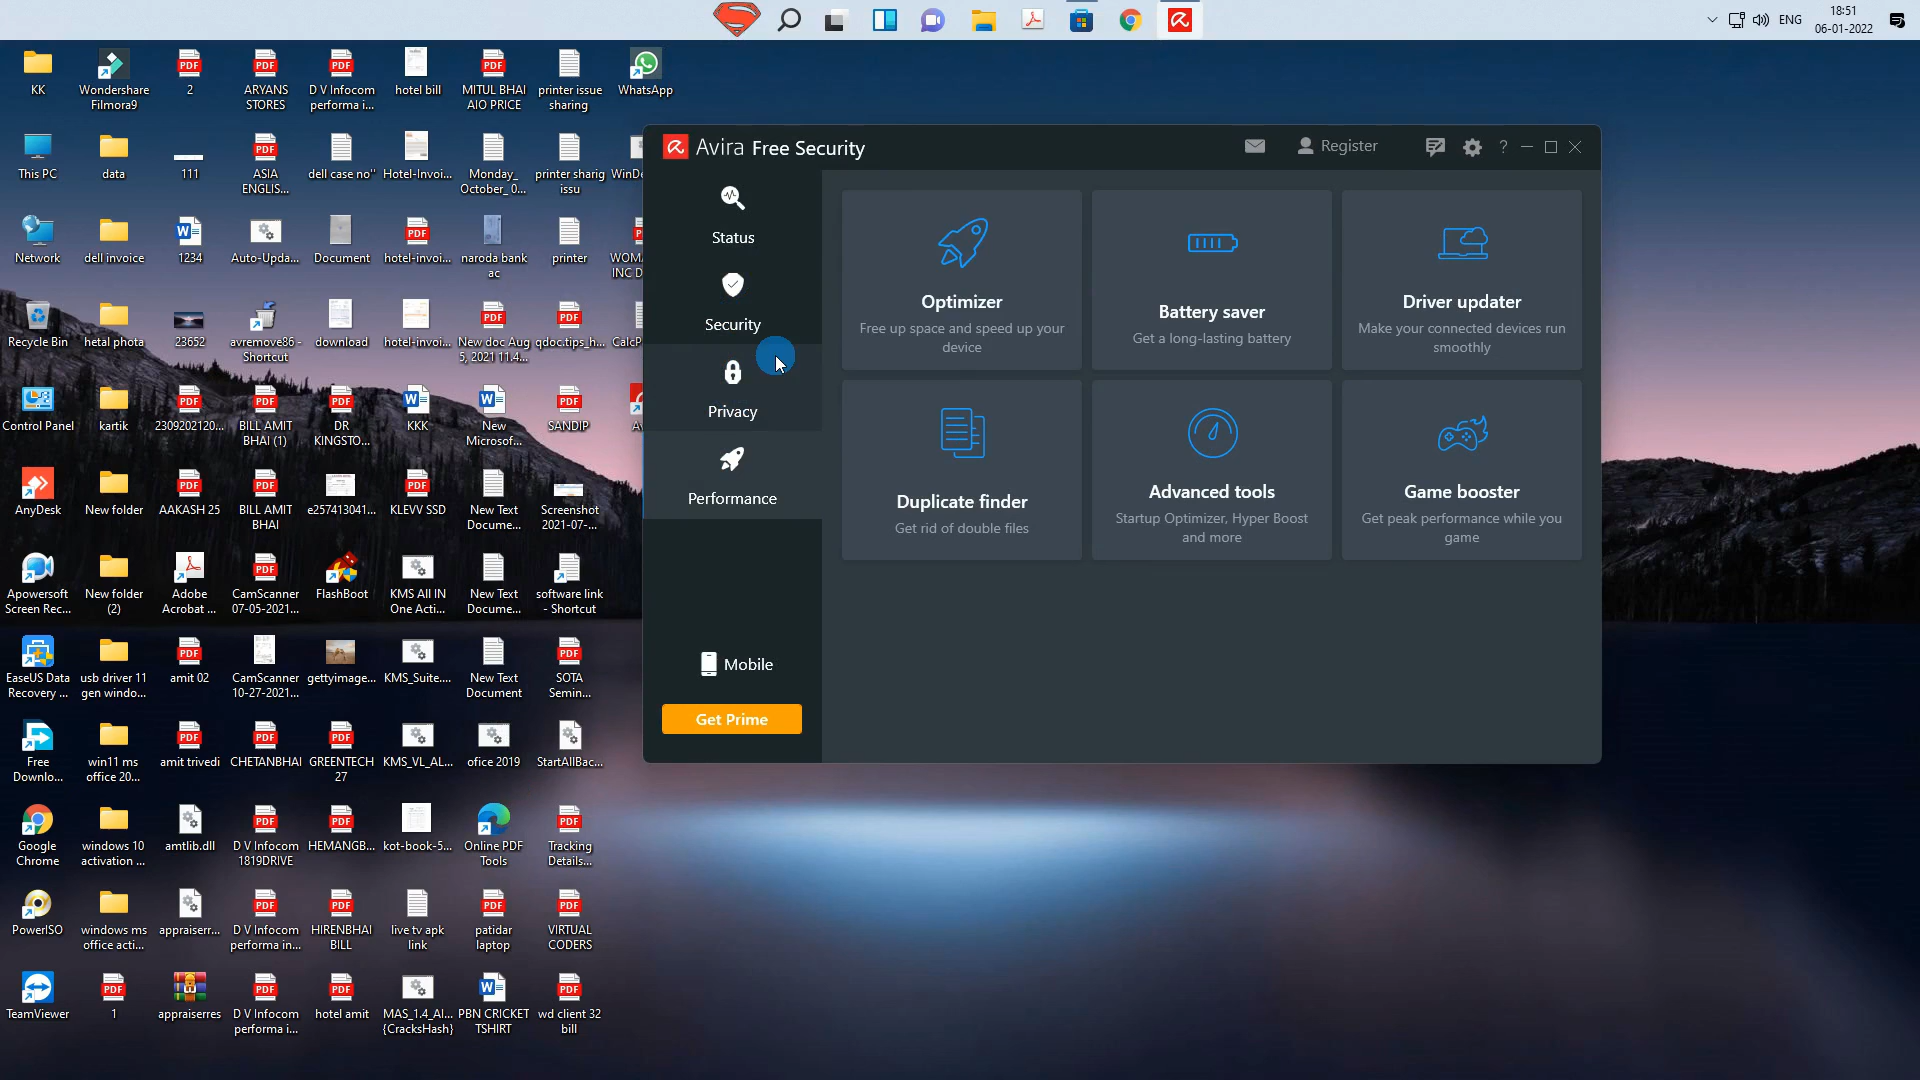 ENG
18:51
06-01-2022
KK
Wondershare
Filmora9
2
ARYANS
STORES
D V Infocom
performa i...
hotel bill
MITUL BHAI
AIO PRICE
printer issue
sharing
WhatsApp
This PC
data
111
ASIA
ENGLIS...
dell case no"
Hotel-Invoi...
Monday_
October_ 0...
printer sharig
issu
WinDe
Network
dell invoice
1234
Auto-Upda...
Document
hotel-invoi...
naroda bank
ac
printer
WOMA
INC D
Recycle Bin
hetal phota
23652
avremove86 -
Shortcut
download
hotel-invoi...
New doc Aug
5, 2021 11.4...
qdoc.tips_h...
CalcP
Control Panel
kartik
2309202120...
BILL AMIT
BHAI (1)
DR
KINGSTO...
KKK
New
Microsof...
SANDIP
AnyDesk
New folder
AAKASH 25
BILL AMIT
BHAI
e257413041...
KLEVV SSD
New Text
Docume...
Screenshot
2021-07-...
Apowersoft
Screen Rec...
New folder
(2)
Adobe
Acrobat ...
CamScanner
07-05-2021...
FlashBoot
KMS All IN
One Acti...
New Text
Docume...
software link
- Shortcut
EaseUS Data
Recovery ...
usb driver 11
gen windo...
amit 02
CamScanner
10-27-2021...
gettyimage...
KMS_Suite....
New Text
Document
SOTA
Semin...
Free
Downlo...
win11 ms
office 20...
amit trivedi
CHETANBHAI
GREENTECH
27
KMS_VL_AL...
ofice 2019
StartAllBac...
Google
Chrome
windows 10
activation ...
amtlib.dll
D V Infocom
1819DRIVE
HEMANGB...
kot-book-5...
Online PDF
Tools
Tracking
Details...
PowerISO
windows ms
office acti...
appraiserr...
D V Infocom
performa in...
HIRENBHAI
BILL
live tv apk
link
patidar
laptop
VIRTUAL
CODERS
TeamViewer
1
appraiserres
D V Infocom
performa i...
hotel amit
MAS_1.4_AI...
{CracksHash}
PBN CRICKET
TSHIRT
wd client 32
bill
Avira Free Security
Register
?
Status
Security
Privacy
Performance
Mobile
Get Prime
Optimizer
Free up space and speed up your
device
Battery saver
Get a long-lasting battery
Driver updater
Make your connected devices run
smoothly
Duplicate finder
Get rid of double files
Advanced tools
Startup Optimizer, Hyper Boost
and more
Game booster
Get peak performance while you
game